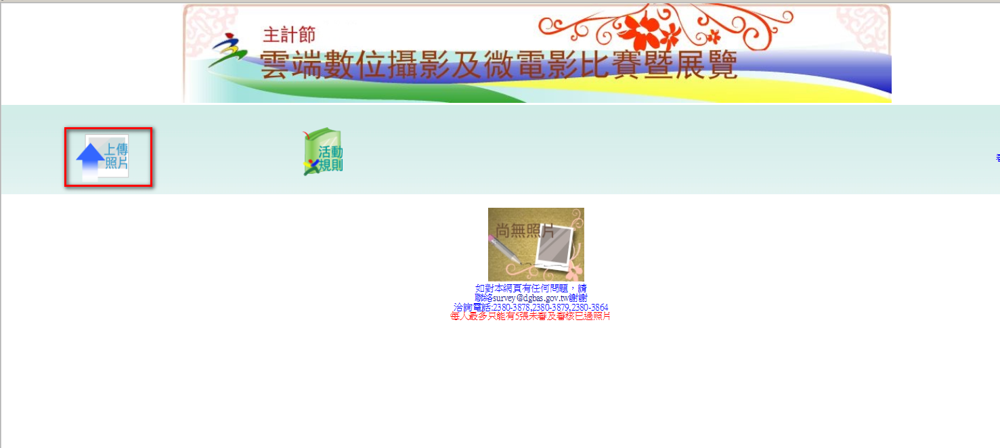 主計節
雲端數位攝影及微電影比賽暨展覽
上傳
照片
活動
規則
尚無照片
如對本網頁有任何問題，請
聯絡survey@dgbas.gov.tw謝謝
洽詢電話:2380-3878,2380-3879,2380-3864
每人最多只能有5張未審及審核已過照片